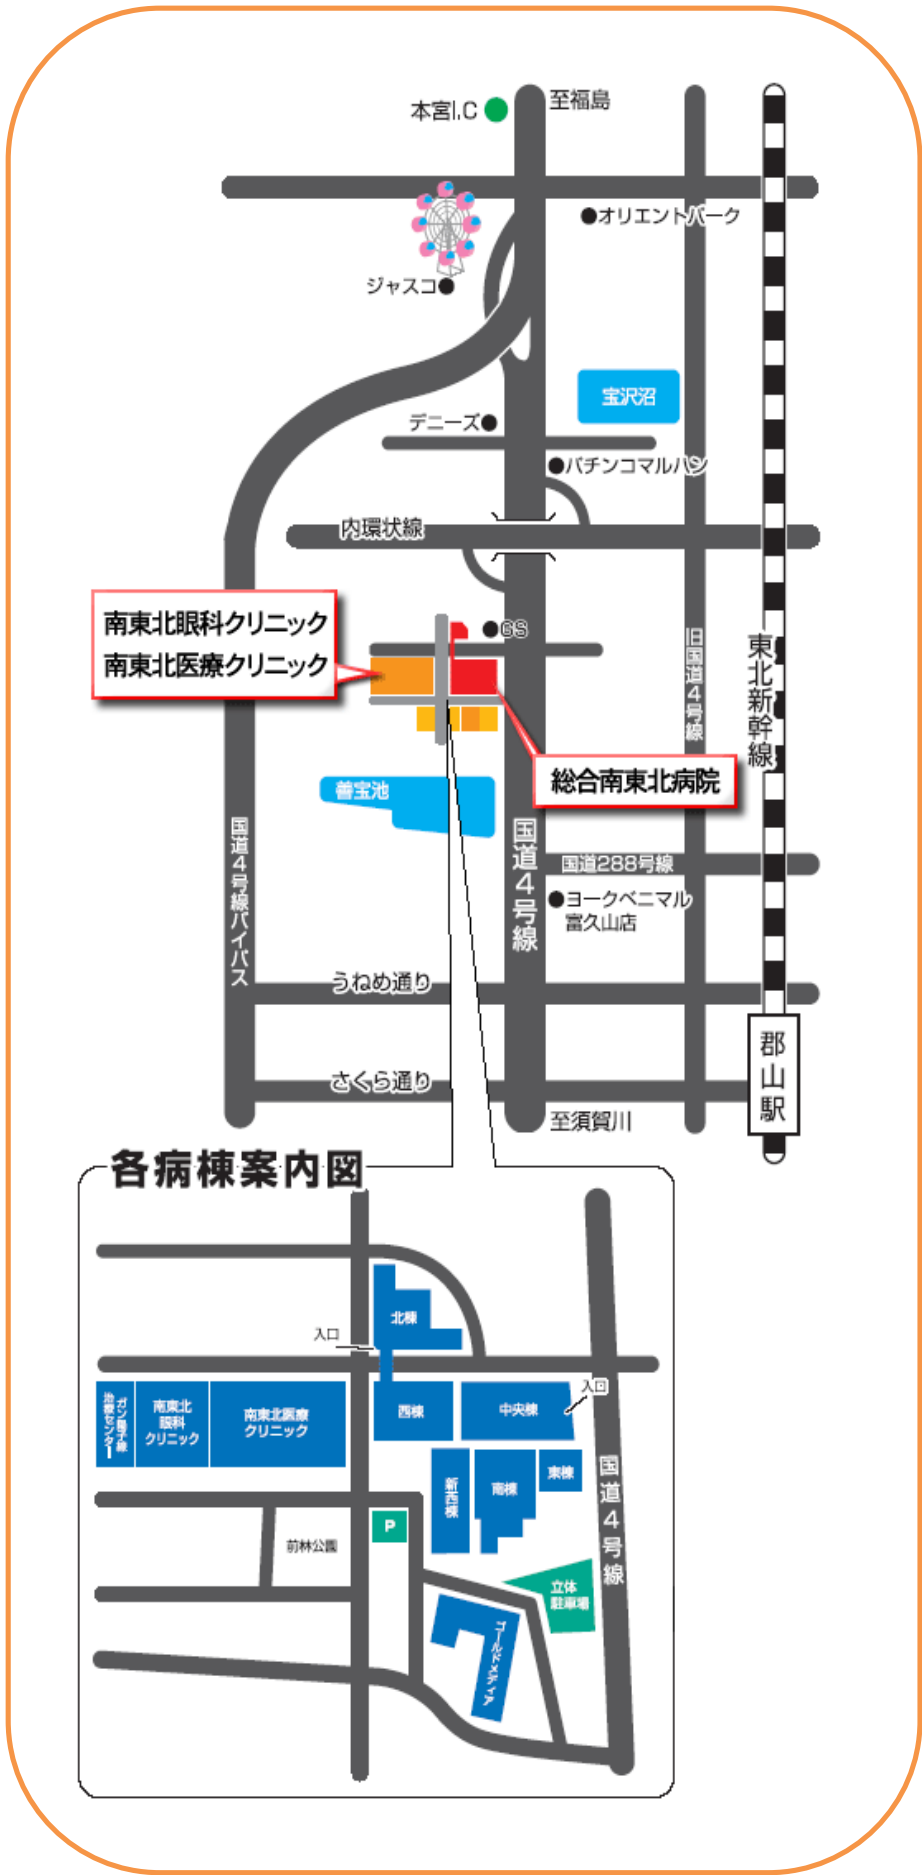 本宮I.C
至福島
オリエントパーク
ジャスコ
宝沢沼
デニーズ
パチンコマルハン
内環状線
南東北眼科クリニック
南東北医療クリニック
GS
旧国道4号線
東北新幹線
総合南東北病院
善宝池
国道4号線バイパス
国道4号線
国道288号線
ヨークベニマル
富久山店
うねめ通り
さくら通り
郡山駅
至須賀川
各病棟案内図
北棟
入口
ガン陽子線
治療センター
南東北
眼科
クリニック
南東北医療
クリニック
西棟
中央棟
入口
新西棟
南棟
東棟
国道4号線
P
前林公園
立体
駐車場
ゴールドメディア